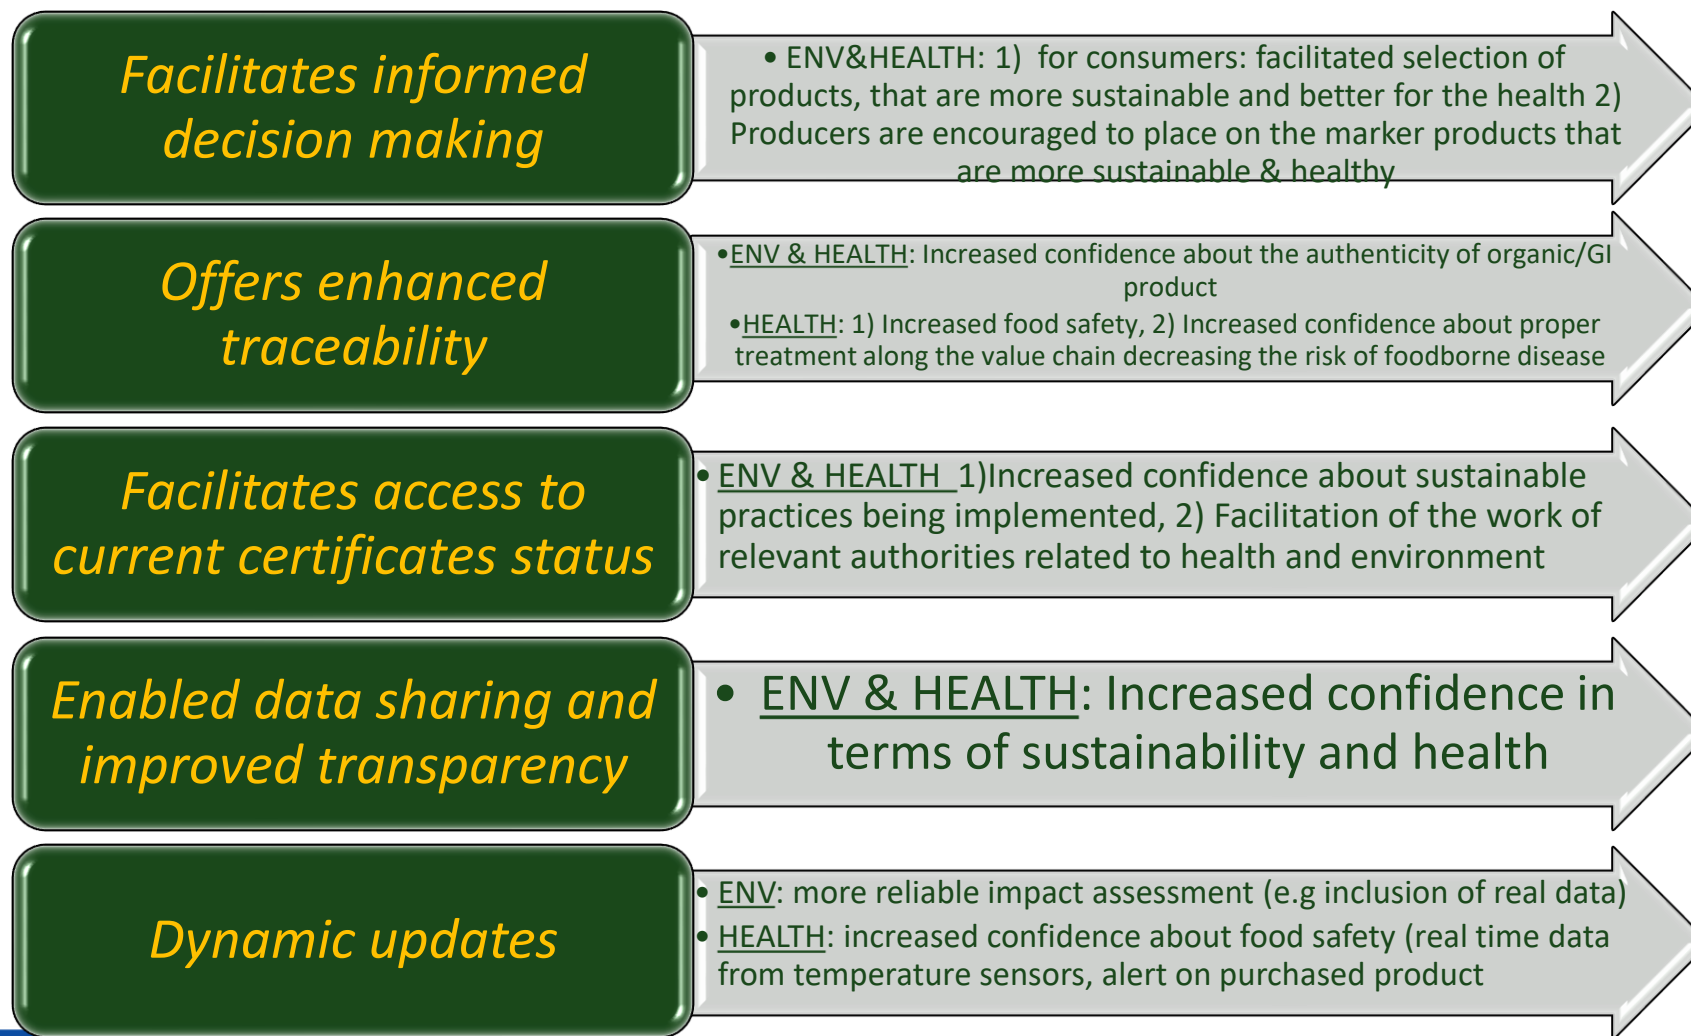 Facilitates informed
decision making
• ENV&HEALTH: 1)  for consumers: facilitated selection of
products, that are more sustainable and better for the health 2)
Producers are encouraged to place on the marker products that
are more sustainable & healthy
Offers enhanced
traceability
•ENV & HEALTH: Increased confidence about the authenticity of organic/GI
product
•HEALTH: 1) Increased food safety, 2) Increased confidence about proper
treatment along the value chain decreasing the risk of foodborne disease
Facilitates access to
current certificates status
• ENV & HEALTH 1)Increased confidence about sustainable
practices being implemented, 2) Facilitation of the work of
relevant authorities related to health and environment
Enabled data sharing and
improved transparency
• ENV & HEALTH: Increased confidence in
terms of sustainability and health
Dynamic updates
• ENV: more reliable impact assessment (e.g inclusion of real data)
• HEALTH: increased confidence about food safety (real time data
from temperature sensors, alert on purchased product